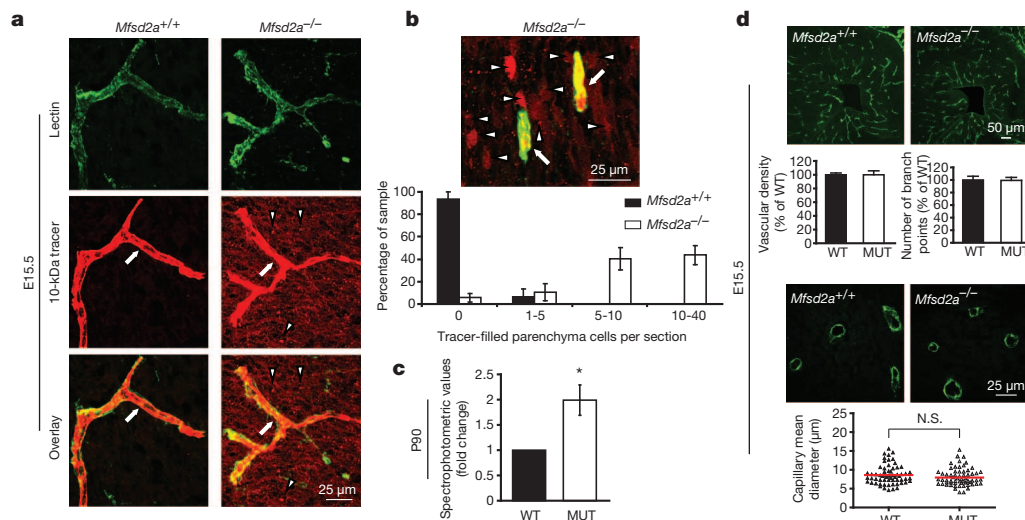 a
Mfsd2a+/+
Mfsd2a−/−
E15.5
Lectin
10-kDa tracer
Overlay
25 µm
b
Mfsd2a−/−
25 µm
Percentage of sample
100
80
60
40
20
0
Mfsd2a+/+
Mfsd2a−/−
0
1-5
5-10
10-40
Tracer-filled parenchyma cells per section
c
P90
Spectrophotometric values
(fold change)
2.5
2
1.5
1
0.5
0
*
WT
MUT
d
E15.5
Mfsd2a+/+
Mfsd2a−/−
50 µm
Vascular density
(% of WT)
120
100
80
60
40
20
0
WT
MUT
Number of branch
points (% of WT)
120
100
80
60
40
20
0
WT
MUT
Mfsd2a+/+
Mfsd2a−/−
25 µm
Capillary mean
diameter (µm)
20
15
10
5
0
N.S.
WT
MUT